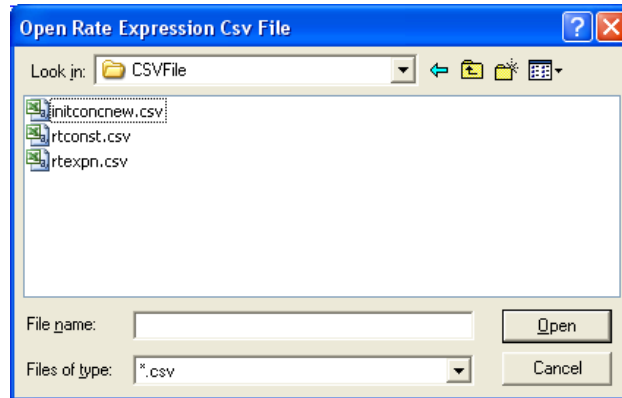 Open Rate Expression Csv File
Look in: CSVFile
initconcnew.csv
rtconst.csv
rtexpn.csv
File name: Open
Files of type: *.csv Cancel